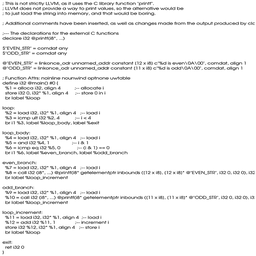 ; This is not strictly LLVM, as it uses the C library function "printf".
; LLVM does not provide a way to print values, so the alternative would be
; to just load the string into memory, and that would be boring.
; Additional comments have been inserted, as well as changes made from the output produced by clc
;--- The declarations for the external C functions
declare i32 @printf(i8*, ...)
$"EVEN_STR" = comdat any
$"ODD_STR" = comdat any
@"EVEN_STR" = linkonce_odr unnamed_addr constant [12 x i8] c"%d is even\0A\00", comdat, align 1
@"ODD_STR" = linkonce_odr unnamed_addr constant [11 x i8] c"%d is odd\0A\00", comdat, align 1
; Function Attrs: noinline nounwind optnone uwtable
define i32 @main() #0 {
%1 = alloca i32, align 4 ;-- allocate i
store i32 0, i32* %1, align 4 ;-- store 0 in i
br label %loop
loop:
%2 = load i32, i32* %1, align 4 ;-- load i
%3 = icmp ult i32 %2, 4 ;-- i < 4
br i1 %3, label %loop_body, label %exit
loop_body:
%4 = load i32, i32* %1, align 4 ;-- load i
%5 = and i32 %4, 1 ;-- i & 1
%6 = icmp eq i32 %5, 0 ;-- (i & 1) == 0
br i1 %6, label %even_branch, label %odd_branch
even_branch:
%7 = load i32, i32* %1, align 4 ;-- load i
%8 = call i32 (i8*, ...) @printf(i8* getelementptr inbounds ([12 x i8], [12 x i8]* @"EVEN_STR", i32 0, i32 0), i32
br label %loop_increment
odd_branch:
%9 = load i32, i32* %1, align 4 ;-- load i
%10 = call i32 (i8*, ...) @printf(i8* getelementptr inbounds ([11 x i8], [11 x i8]* @"ODD_STR", i32 0, i32 0), i3
br label %loop_increment
loop_increment:
%11 = load i32, i32* %1, align 4 ;-- load i
%12 = add i32 %11, 1 ;-- increment i
store i32 %12, i32* %1, align 4 ;-- store i
br label %loop
exit:
ret i32 0
}